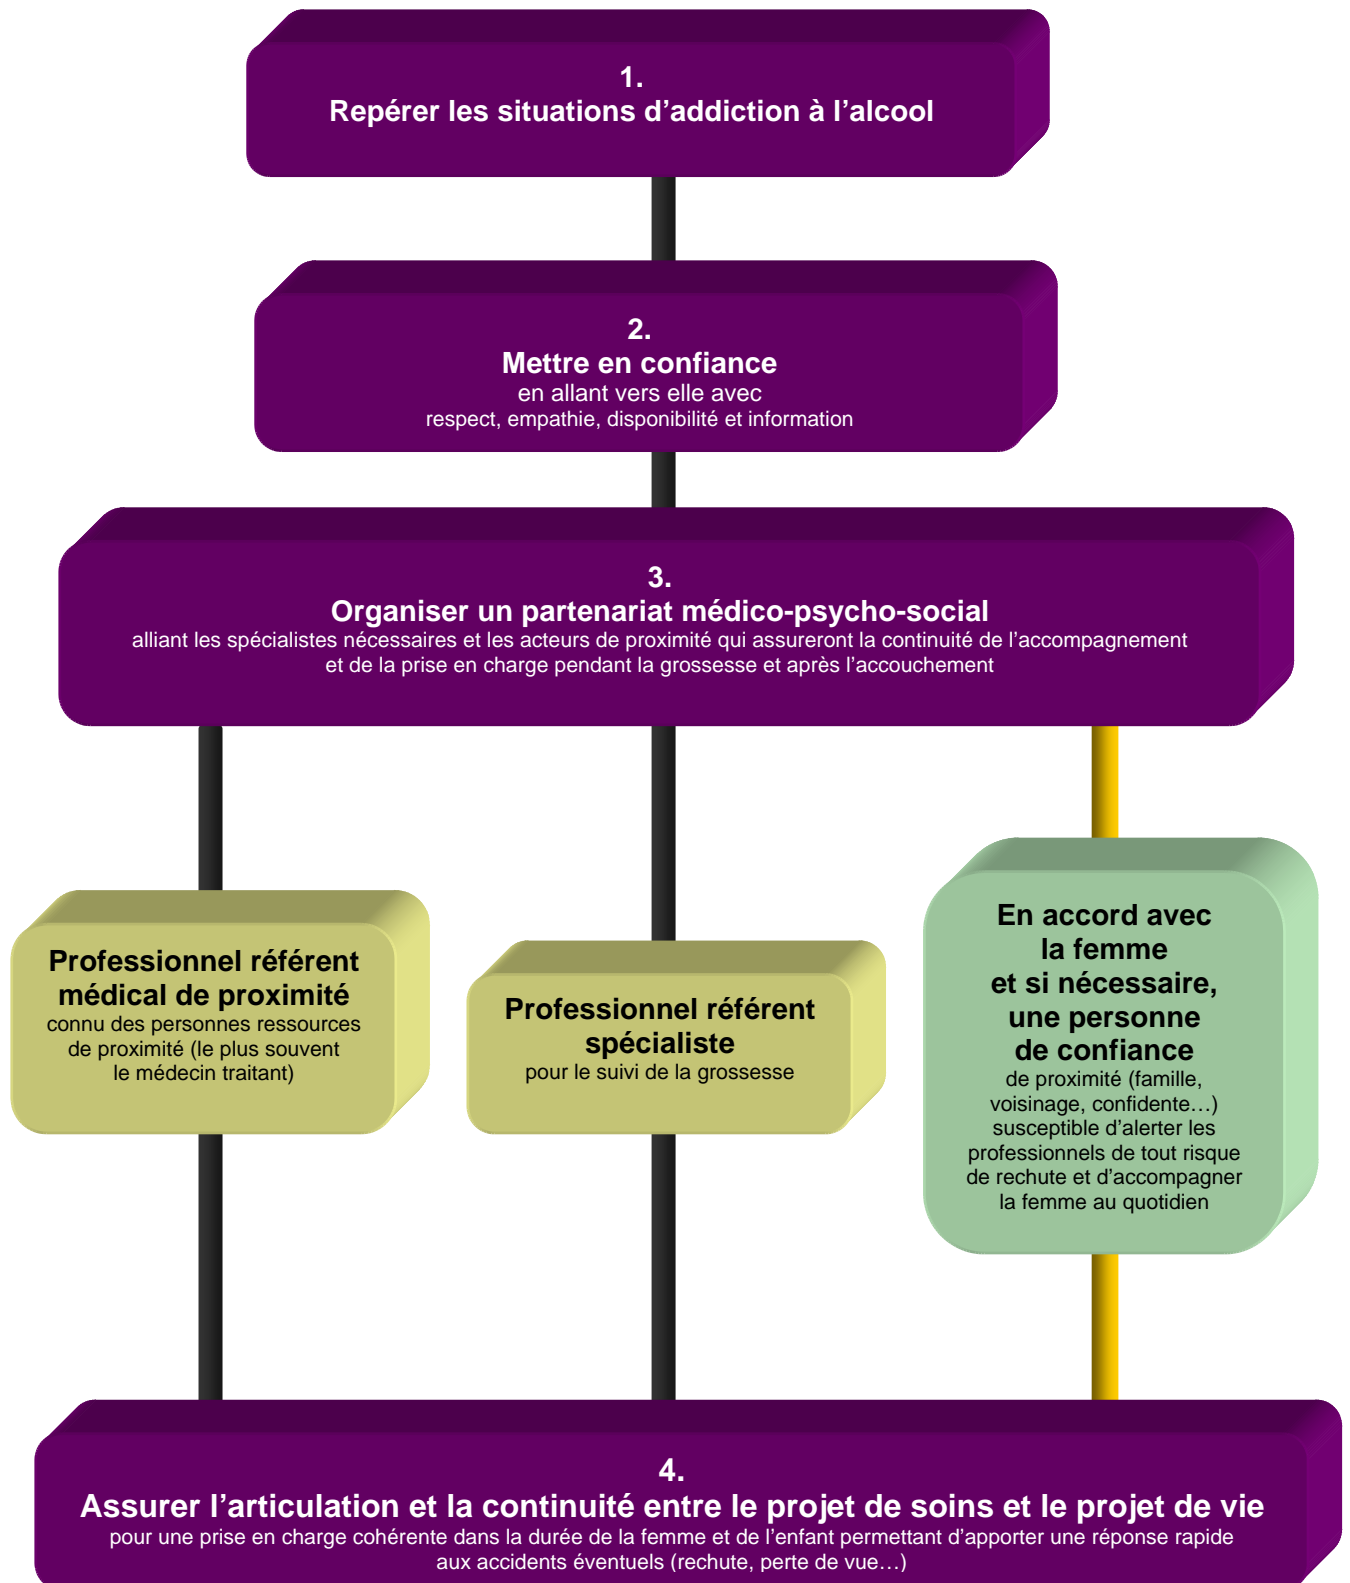 1.
Repérer les situations d’addiction à l’alcool
2.
Mettre en confiance
en allant vers elle avec
respect, empathie, disponibilité et information
3.
Organiser un partenariat médico-psycho-social
alliant les spécialistes nécessaires et les acteurs de proximité qui assureront la continuité de l’accompagnement
et de la prise en charge pendant la grossesse et après l’accouchement
Professionnel référent
médical de proximité
connu des personnes ressources
de proximité (le plus souvent
le médecin traitant)
Professionnel référent
spécialiste
pour le suivi de la grossesse
En accord avec
la femme
et si nécessaire,
une personne
de confiance
de proximité (famille,
voisinage, confidente…)
susceptible d’alerter les
professionnels de tout risque
de rechute et d’accompagner
la femme au quotidien
4.
Assurer l’articulation et la continuité entre le projet de soins et le projet de vie
pour une prise en charge cohérente dans la durée de la femme et de l’enfant permettant d’apporter une réponse rapide
aux accidents éventuels (rechute, perte de vue…)